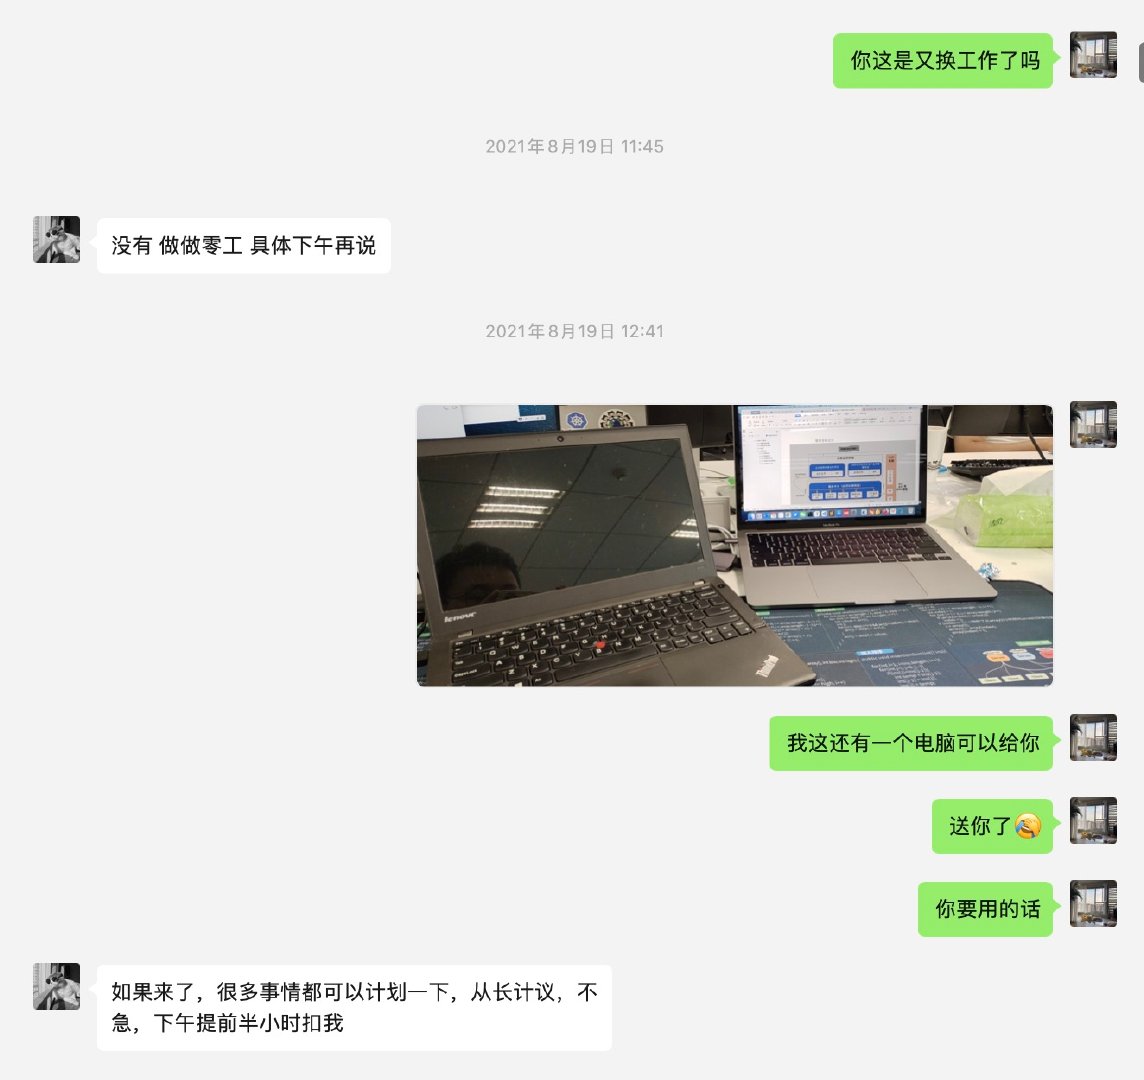 你这是又换工作了吗
2021年8月19日 11:45
没有 做做零工 具体下午再说
2021年8月19日 12:41
lenovo
ThinkPad
我这还有一个电脑可以给你
送你了😂
你要用的话
如果来了，很多事情都可以计划一下，从长计议，不
急，下午提前半小时扣我